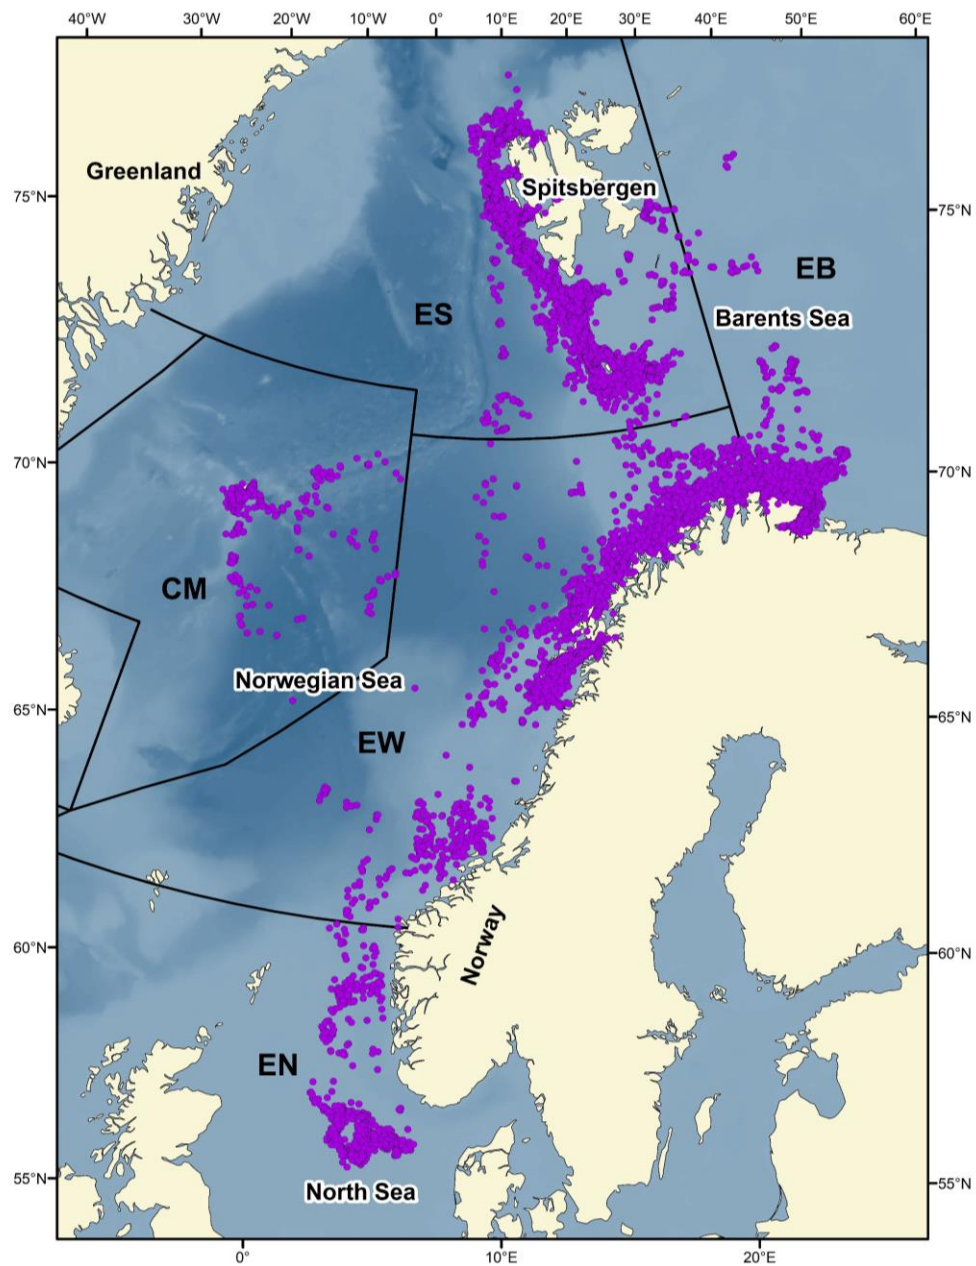 40°W 30°W 20°W 10°W 0° 10°E 20°E 30°E 40°E 50°E 60°E
Greenland
Spitsbergen
75°N 75°N
EB
ES
Barents Sea
70°N 70°N
CM
Norwegian Sea
65°N 65°N
EW
Norway
60°N 60°N
EN
55°N 55°N
North Sea
0° 10°E 20°E